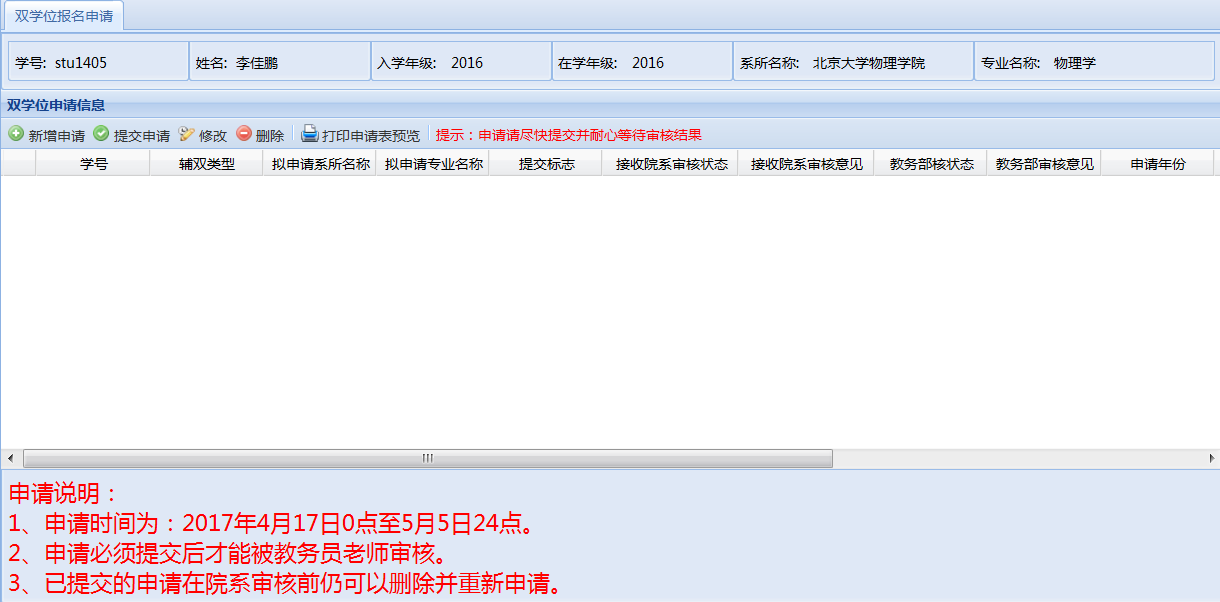 双学位报名申请
学号: stu1405 姓名: 李佳鹏 入学年级: 2016 在学年级: 2016 系所名称: 北京大学物理学院 专业名称: 物理学
双学位申请信息
新增申请 提交申请 修改 删除 打印申请表预览 提示：申请请尽快提交并耐心等待审核结果
学号 辅双类型 拟申请系所名称 拟申请专业名称 提交标志 接收院系审核状态 接收院系审核意见 教务部核状态 教务部审核意见 申请年份
申请说明：
1、申请时间为：2017年4月17日0点至5月5日24点。
2、申请必须提交后才能被教务员老师审核。
3、已提交的申请在院系审核前仍可以删除并重新申请。